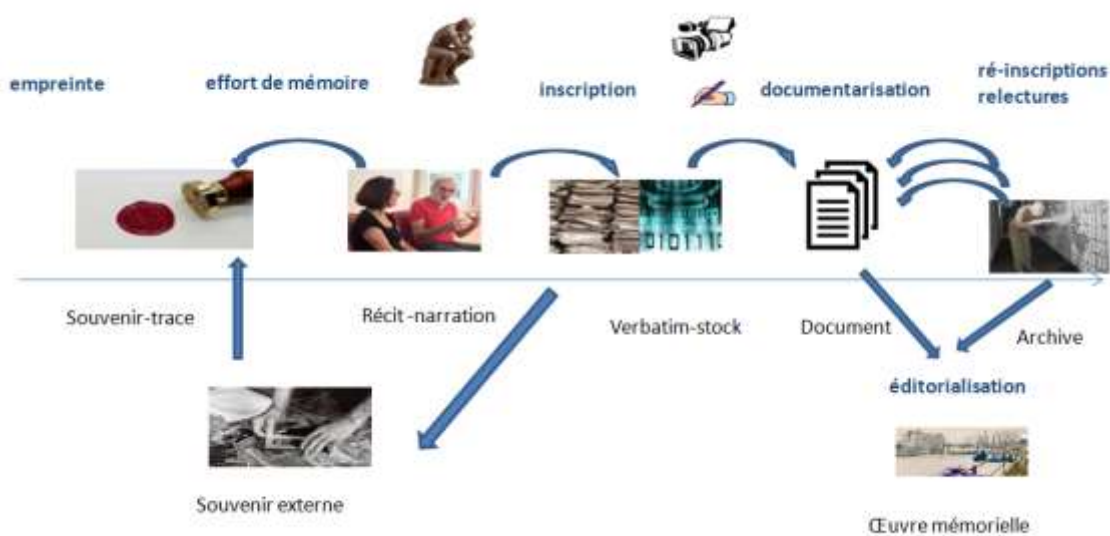 empreinte
effort de mémoire
inscription
documentarisation
ré-inscriptions
relectures
010110
Souvenir-trace
Récit-narration
Verbatim-stock
Document
Archive
éditorialisation
Souvenir externe
Œuvre mémorielle